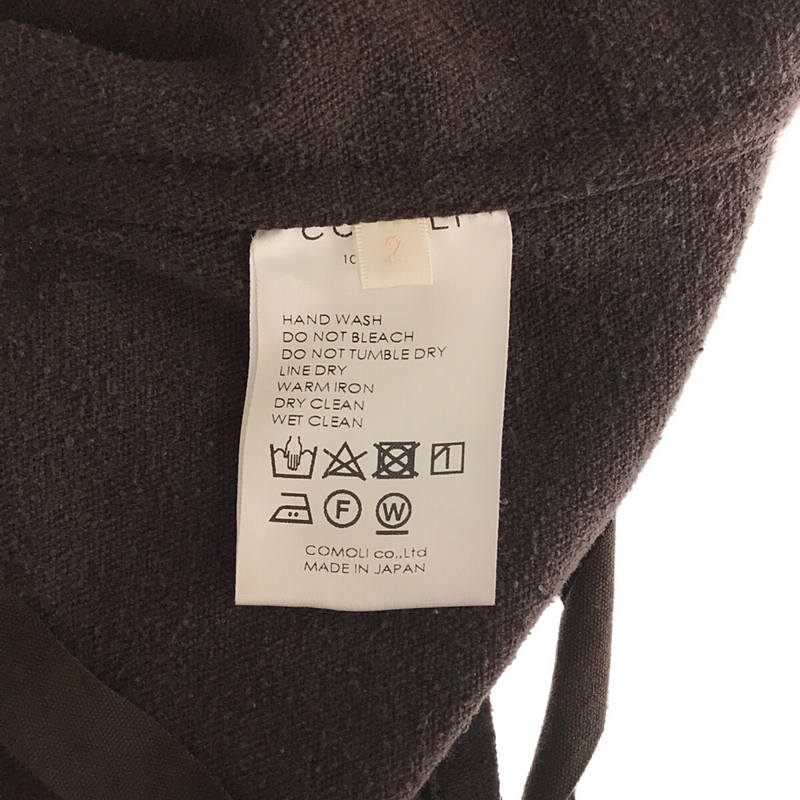 COMOLI
2
HAND WASH
DO NOT BLEACH
DO NOT TUMBLE DRY
LINE DRY
WARM IRON
DRY CLEAN
WET CLEAN
F W
COMOLI co.,Ltd
MADE IN JAPAN